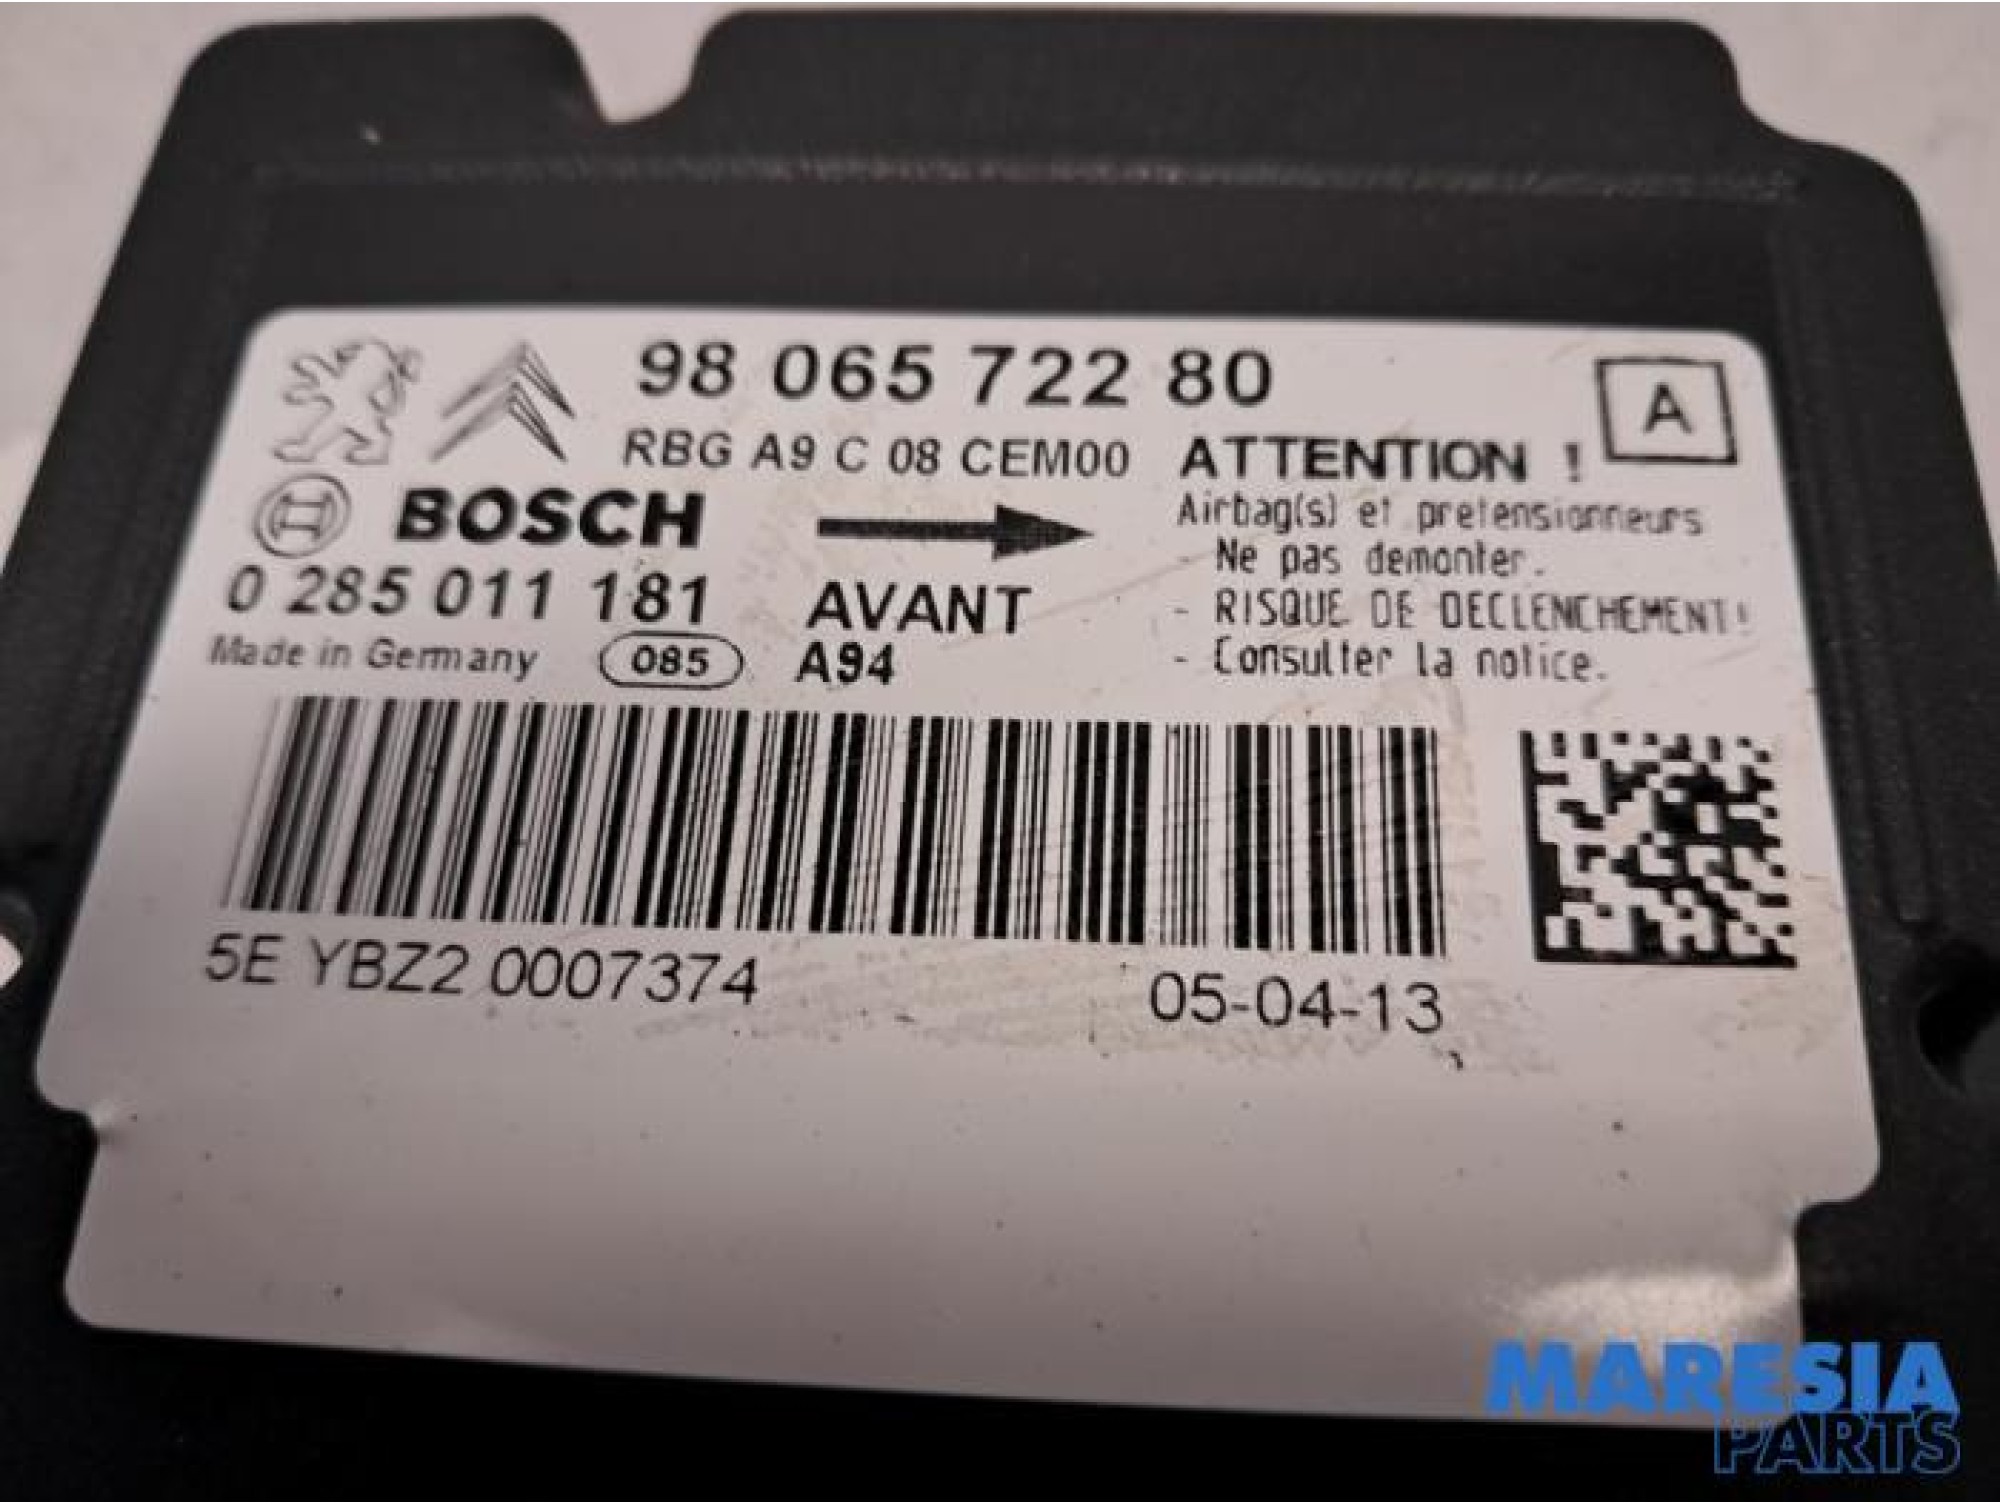 98 065 722 80
A
RBG A9 C 08 CEM00
ATTENTION !
BOSCH
Airbag(s) et pretensionneurs
Ne pas demonter.
0 285 011 181
AVANT
- RISQUE DE DECLENCHEMENT!
Made in Germany
085
A94
- Consulter la notice.
5E YBZ2 0007374
05-04-13
MARESIA
PARTS